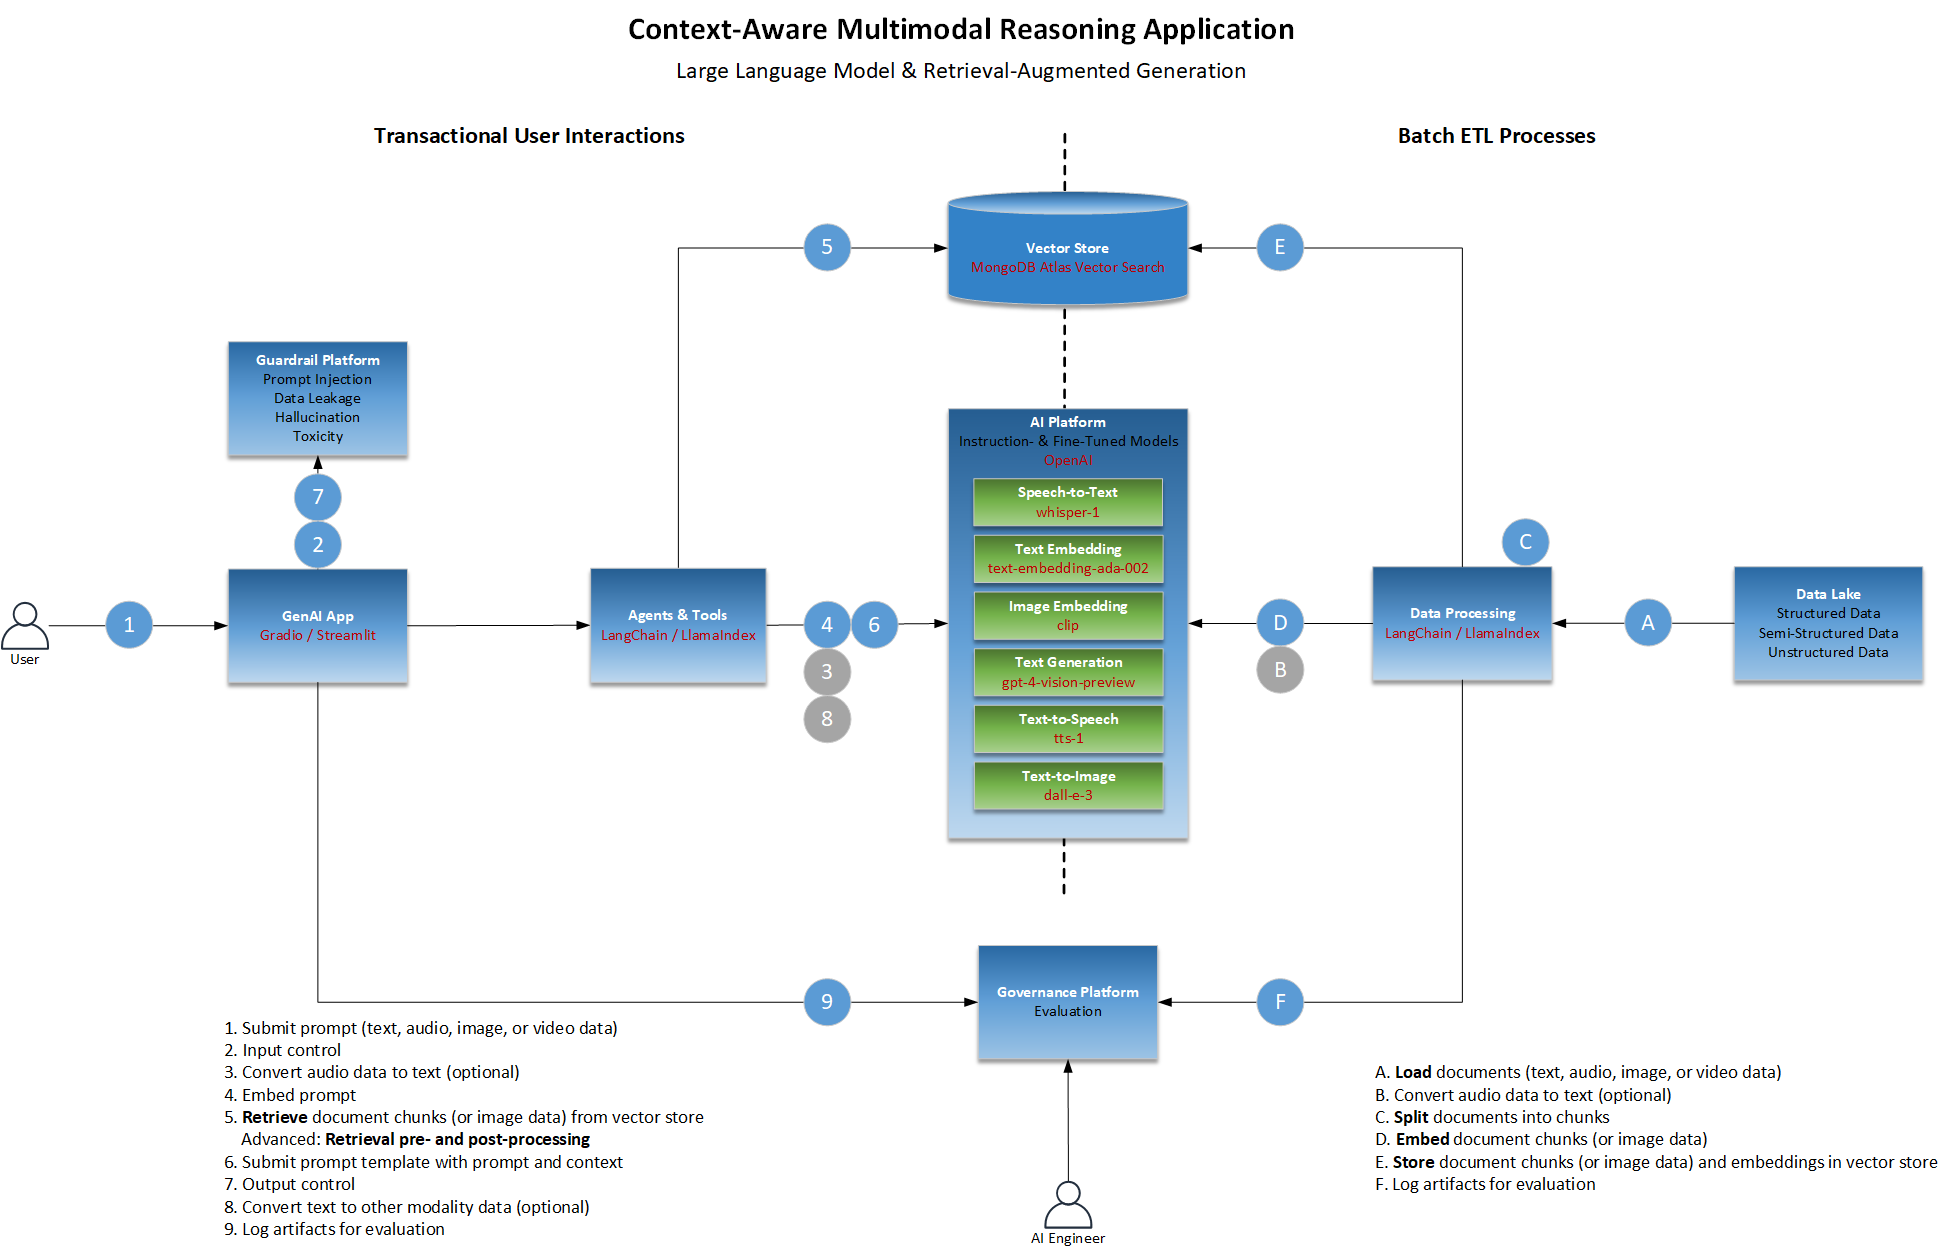 Context-Aware Multimodal Reasoning Application
Large Language Model & Retrieval-Augmented Generation
Transactional User Interactions
Batch ETL Processes
5
Vector Store
MongoDB Atlas Vector Search
E
Guardrail Platform
Prompt Injection
Data Leakage
Hallucination
Toxicity
7
2
User
1
GenAI App
Gradio / Streamlit
Agents & Tools
LangChain / LlamaIndex
4
6
3
8
AI Platform
Instruction- & Fine-Tuned Models
OpenAI
Speech-to-Text
whisper-1
Text Embedding
text-embedding-ada-002
Image Embedding
clip
Text Generation
gpt-4-vision-preview
Text-to-Speech
tts-1
Text-to-Image
dall-e-3
D
B
C
Data Processing
LangChain / LlamaIndex
A
Data Lake
Structured Data
Semi-Structured Data
Unstructured Data
9
Governance Platform
Evaluation
F
AI Engineer
1. Submit prompt (text, audio, image, or video data)
2. Input control
3. Convert audio data to text (optional)
4. Embed prompt
5. Retrieve document chunks (or image data) from vector store
Advanced: Retrieval pre- and post-processing
6. Submit prompt template with prompt and context
7. Output control
8. Convert text to other modality data (optional)
9. Log artifacts for evaluation
A. Load documents (text, audio, image, or video data)
B. Convert audio data to text (optional)
C. Split documents into chunks
D. Embed document chunks (or image data)
E. Store document chunks (or image data) and embeddings in vector store
F. Log artifacts for evaluation